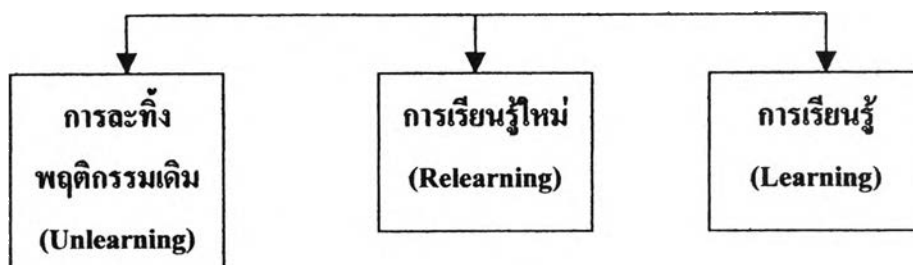 การละทิ้ง
พฤติกรรมเดิม
(Unlearning)
การเรียนรู้ใหม่
(Relearning)
การเรียนรู้
(Learning)